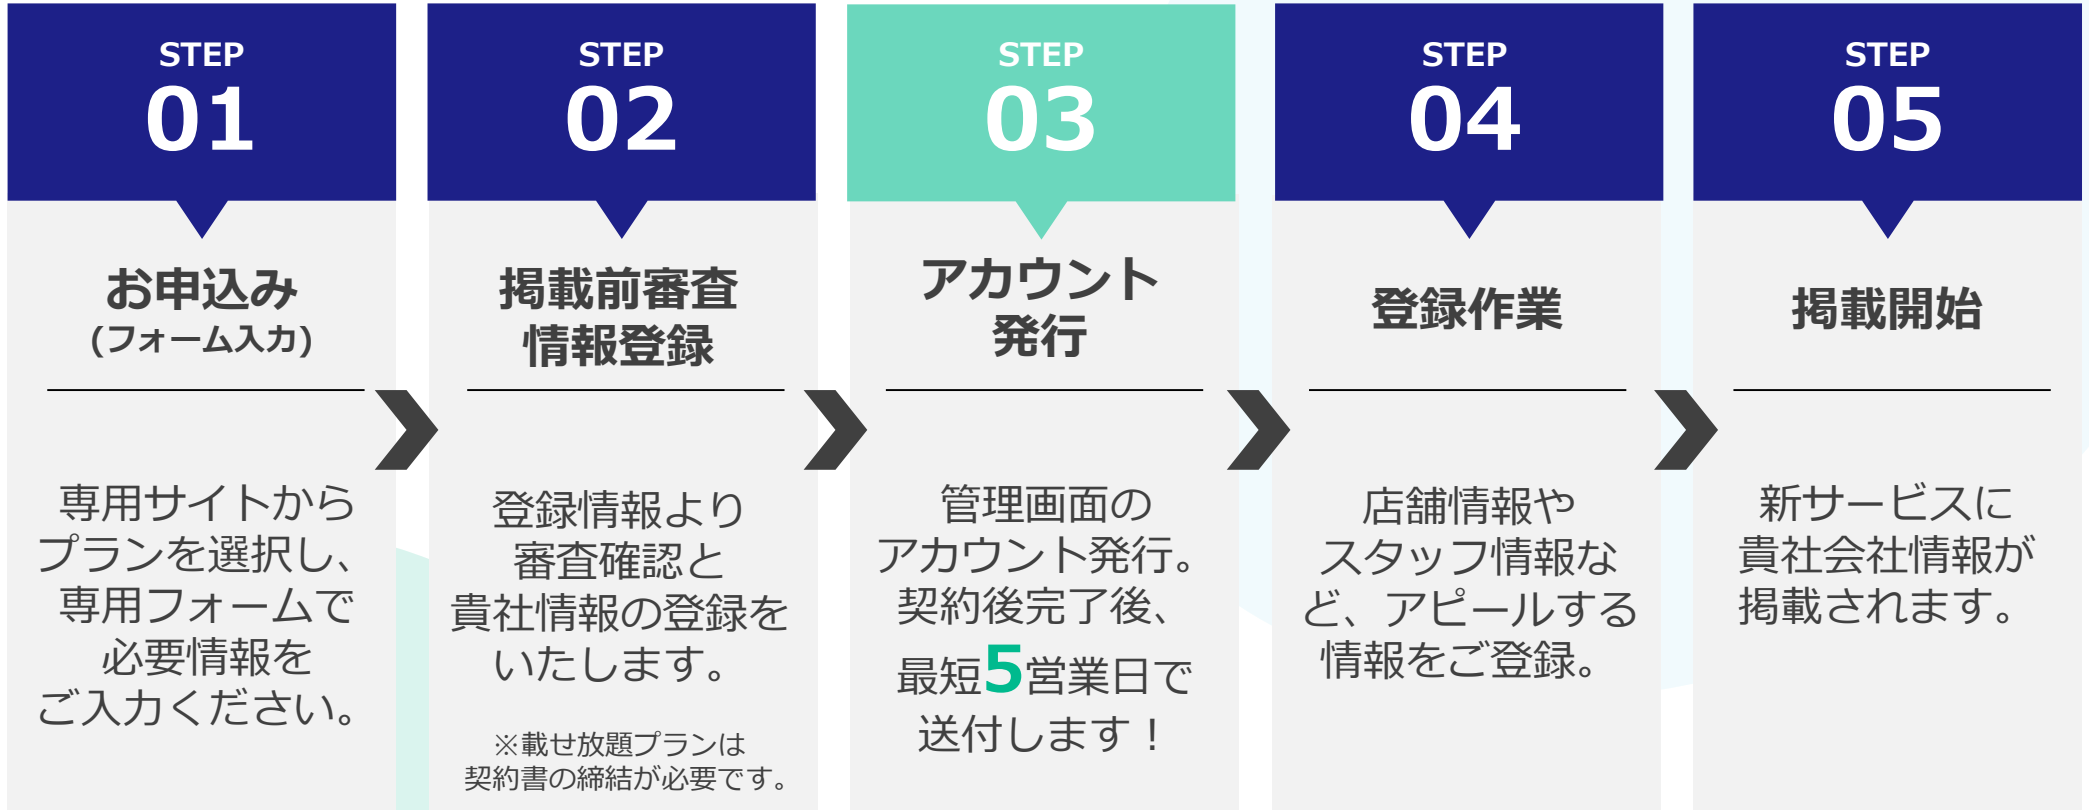 STEP
01
お申込み
(フォーム入力)
専用サイトから
プランを選択し、
専用フォームで
必要情報を
ご入力ください。
STEP
02
掲載前審査
情報登録
登録情報より
審査確認と
貴社情報の登録を
いたします。
※載せ放題プランは
契約書の締結が必要です。
STEP
03
アカウント
発行
管理画面の
アカウント発行。
契約後完了後、
最短5営業日で
送付します！
STEP
04
登録作業
店舗情報や
スタッフ情報な
ど、アピールする
情報をご登録。
STEP
05
掲載開始
新サービスに
貴社会社情報が
掲載されます。